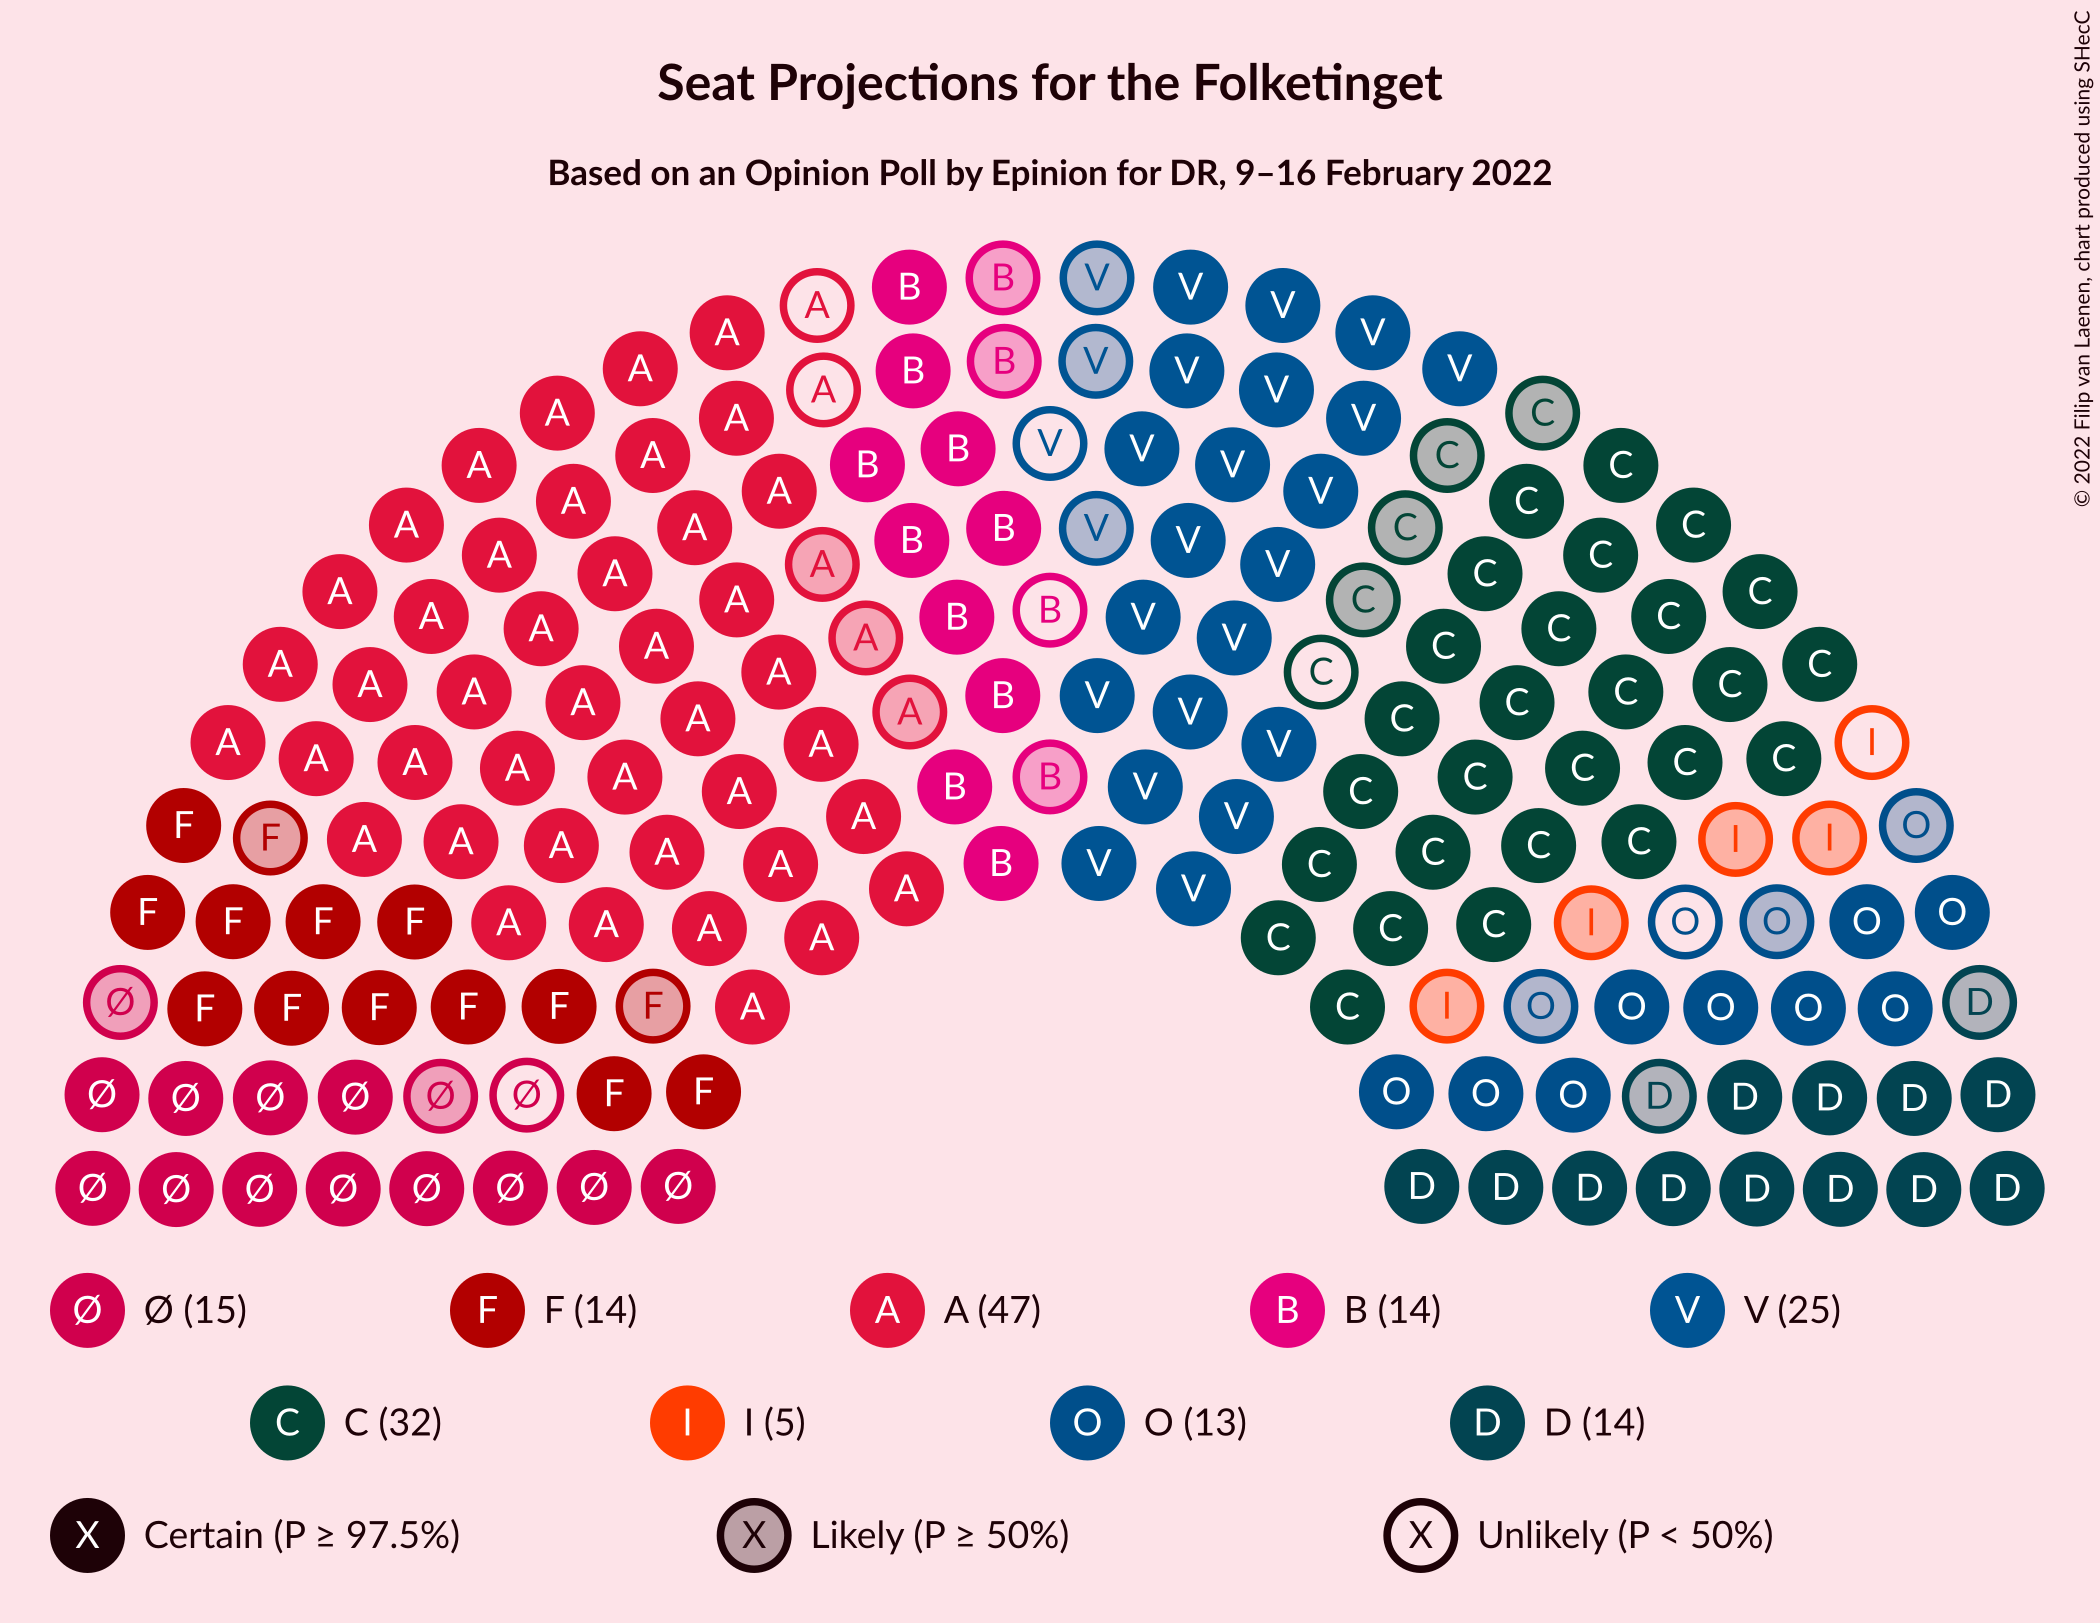 Seat Projections for the Folketinget
Based on an Opinion Poll by Epinion for DR, 9–16 February 2022
© 2022 Filip van Laenen, chart produced using SHecC
B B V V
A V
A V
A B B V V V
A V
A A C
A B B V V V C
A A V C
A A C
A A B B V V V C C
A A C
A A A A C C C
A A B B V V C C
A A A C C
A A A A V V C C C
A A B V C C
A A A A C C C
A A A B B V V C C C I
A A A A C C C
F F A A A A V C C C I I O
A B V C
A A V
F F F F A A A A C C C I O O O O
Ø F F F F F F A C I O O O O O D
Ø Ø Ø Ø Ø Ø F F O O O D D D D D
Ø Ø Ø Ø Ø Ø Ø Ø D D D D D D D D
Ø Ø (15) F F (14) A A (47) B B (14) V V (25)
C C (32) I I (5) O O (13) D D (14)
X Certain (P ≥ 97.5%) X Likely (P ≥ 50%) X Unlikely (P < 50%)